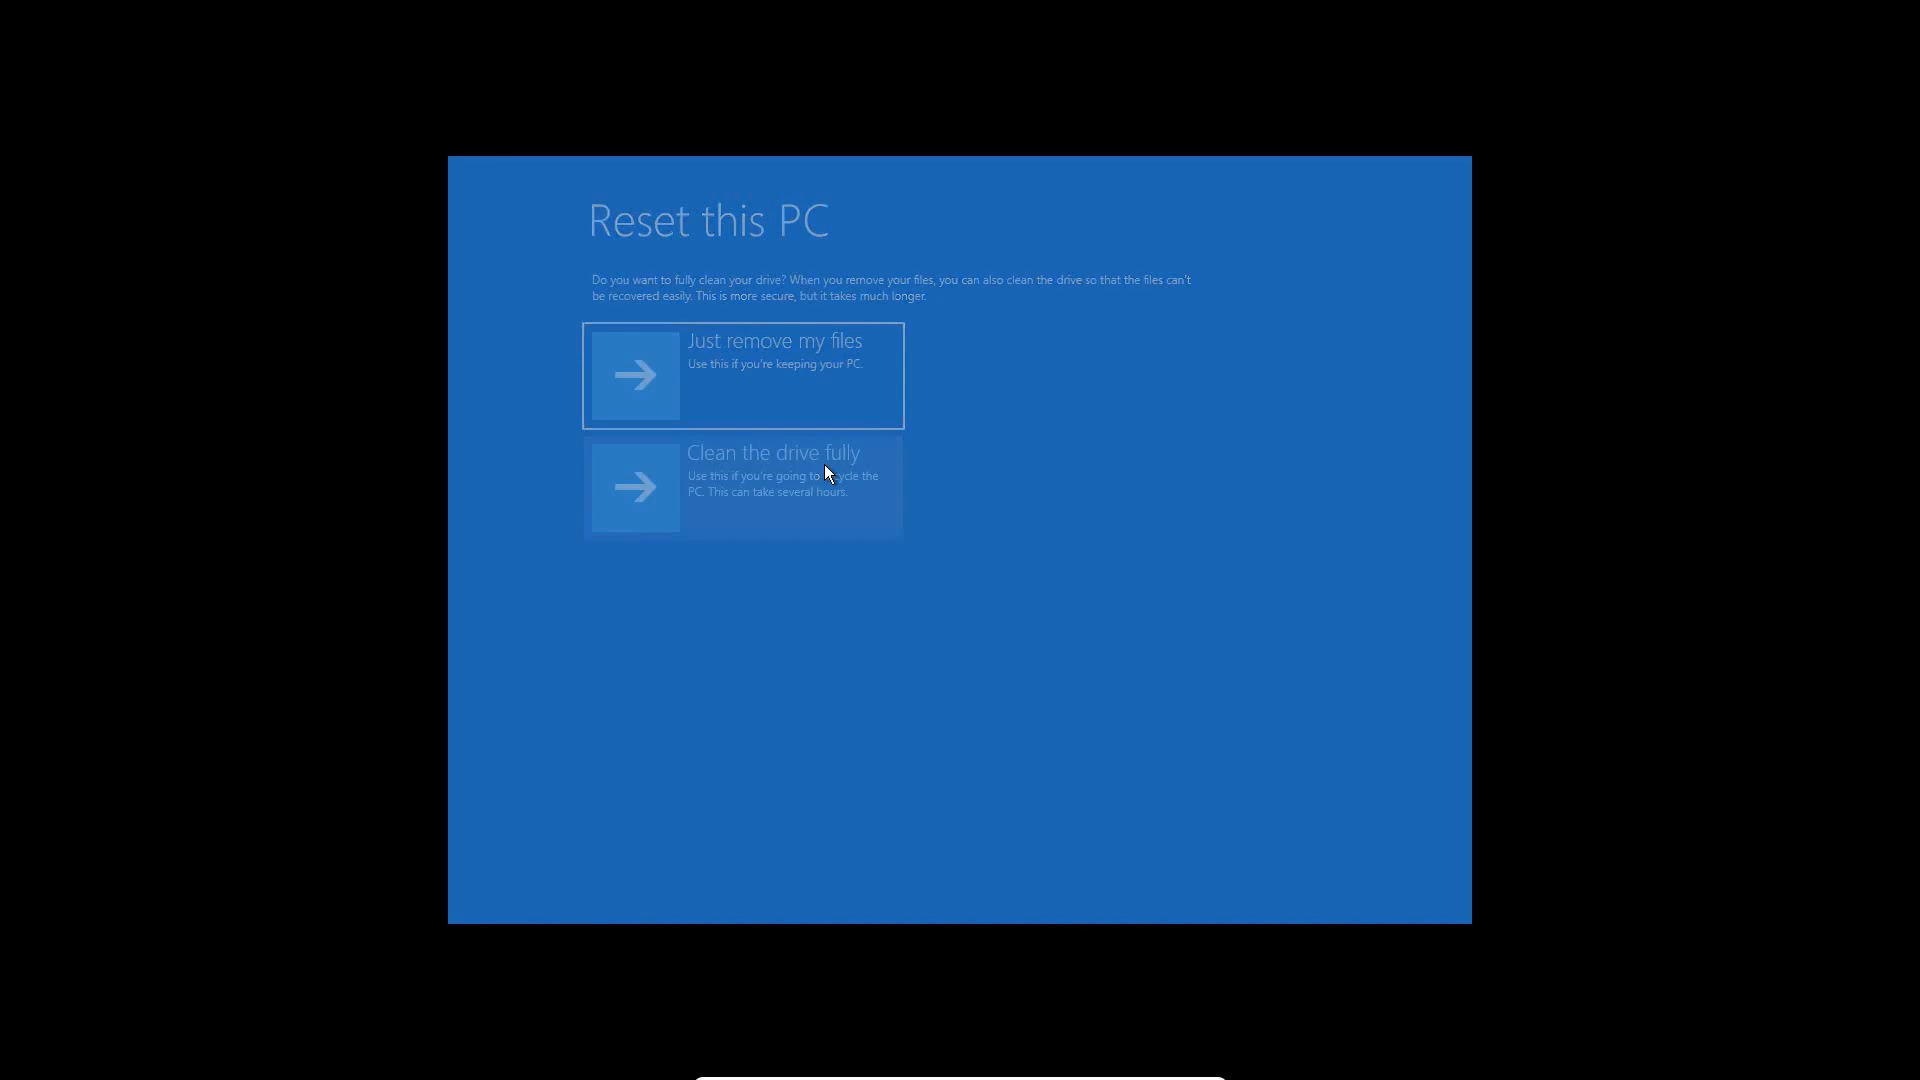 Reset this PC
Do you want to fully clean your drive? When you remove your files, you can also clean the drive so that the files can't
be recovered easily. This is more secure, but it takes much longer.
Just remove my files
Use this if you're keeping your PC.
Clean the drive fully
Use this if you're going to cycle the
PC. This can take several hours.